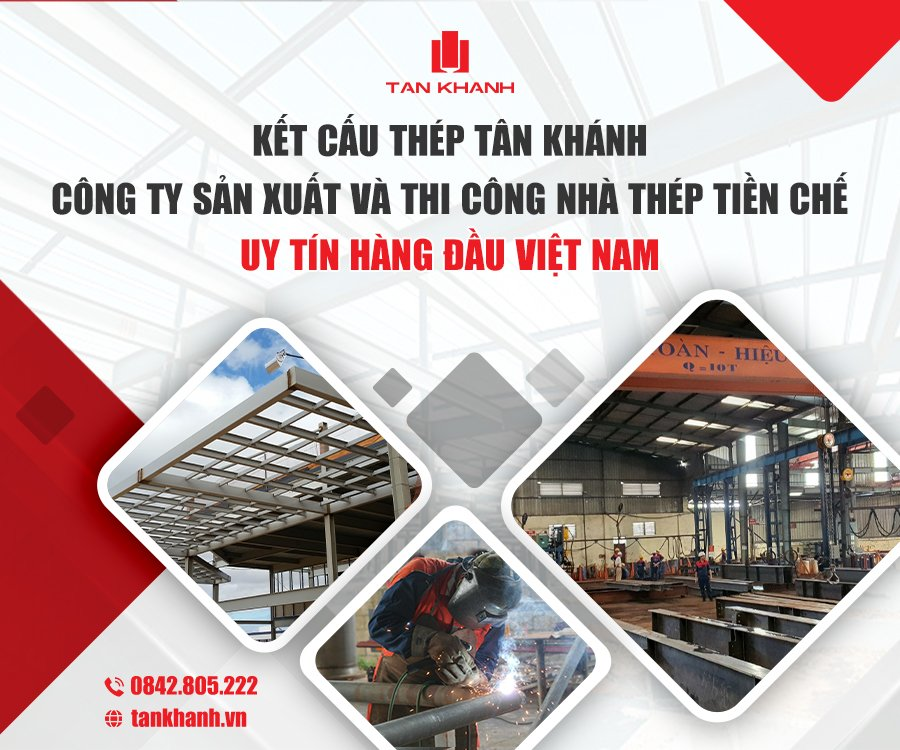 TAN KHANH
KẾT CẤU THÉP TÂN KHÁNH
CÔNG TY SẢN XUẤT VÀ THI CÔNG NHÀ THÉP TIỀN CHẾ
UY TÍN HÀNG ĐẦU VIỆT NAM
OÀN - HIỆU
Q = 10T
0842.805.222
tankhanh.vn